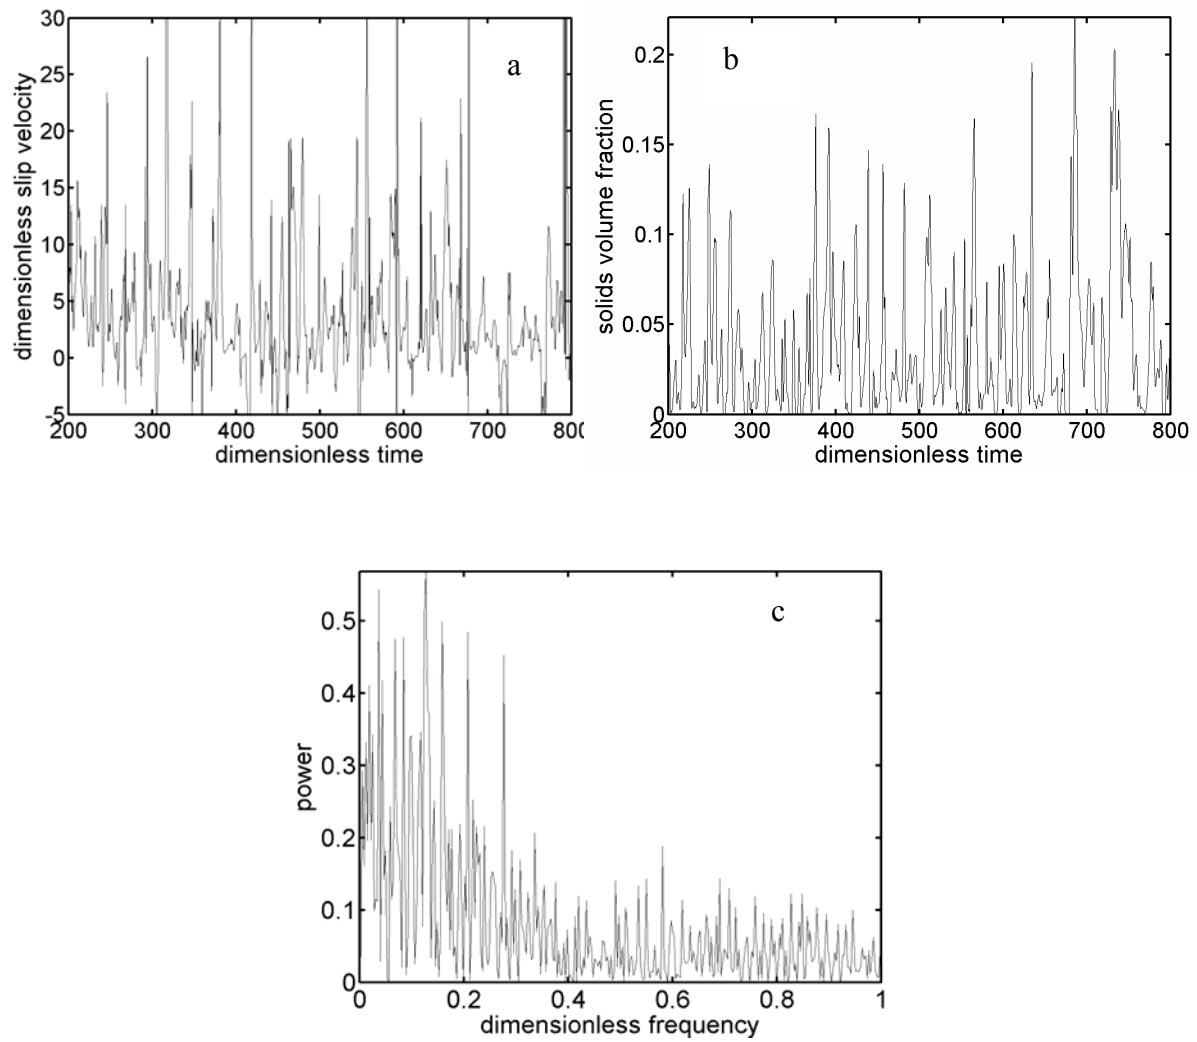 30
25
20
15
10
5
0
-5
dimensionless slip velocity
a
200 300 400 500 600 700 800
dimensionless time
0.2
0.15
0.1
0.05
0
solids volume fraction
b
200 300 400 500 600 700 800
dimensionless time
0.5
0.4
0.3
0.2
0.1
0
power
c
0 0.2 0.4 0.6 0.8 1
dimensionless frequency